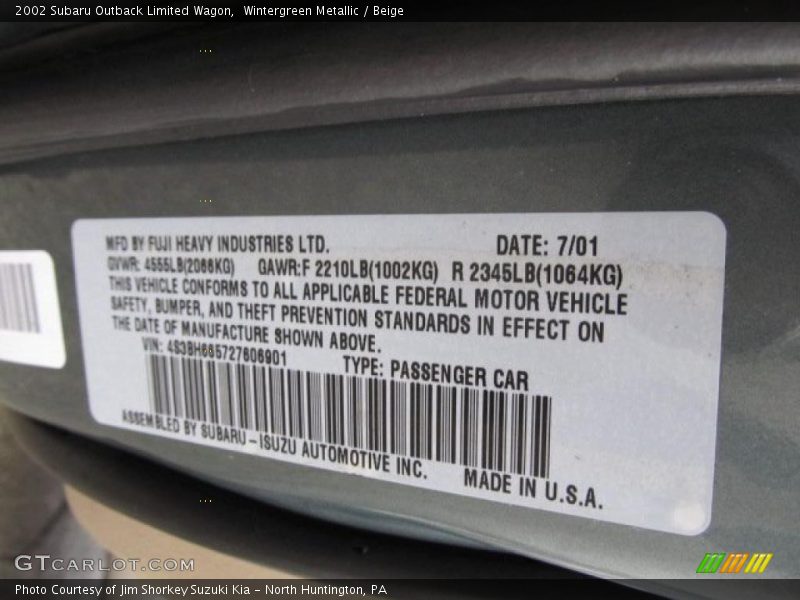 2002 Subaru Outback Limited Wagon,  Wintergreen Metallic / Beige
MFD BY FUJI HEAVY INDUSTRIES LTD. DATE: 7/01
GVWR: 4555LB(2066KG) GAWR:F 2210LB(1002KG) R 2345LB(1064KG)
THIS VEHICLE CONFORMS TO ALL APPLICABLE FEDERAL MOTOR VEHICLE
SAFETY, BUMPER, AND THEFT PREVENTION STANDARDS IN EFFECT ON
THE DATE OF MANUFACTURE SHOWN ABOVE.
VIN: 4S3BH665727606901 TYPE: PASSENGER CAR
ASSEMBLED BY SUBARU-ISUZU AUTOMOTIVE INC. MADE IN U.S.A.
GTCARLOT.COM
Photo Courtesy of Jim Shorkey Suzuki Kia - North Huntington, PA